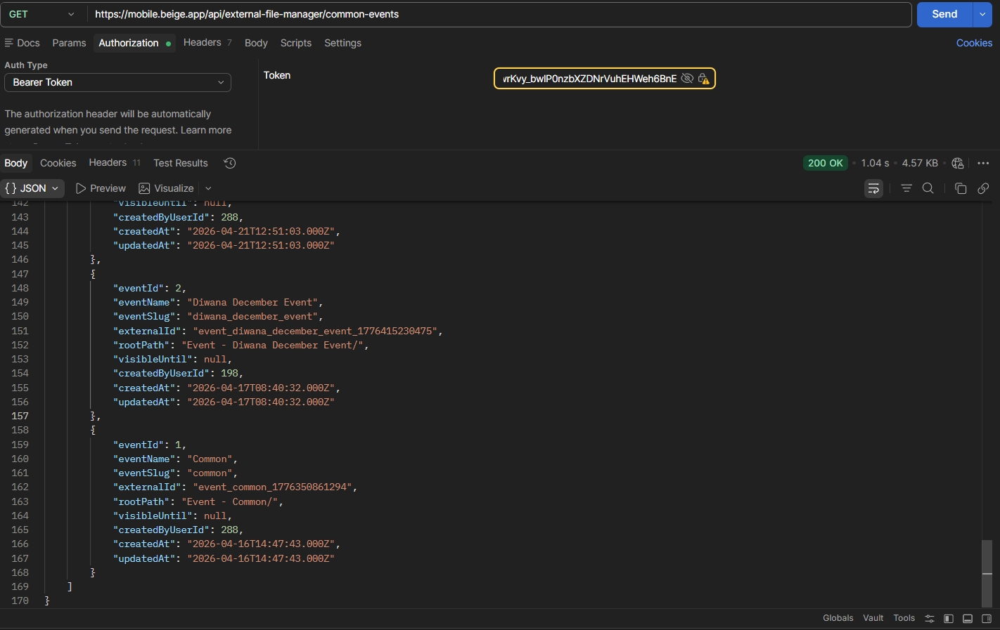 GET https://mobile.beige.app/api/external-file-manager/common-events Send
Docs Params Authorization Headers 7 Body Scripts Settings Cookies
Auth Type
Bearer Token
Token
vrKvy_bwlP0nzbXZDNrVuhEHWeh6BnE
The authorization header will be automatically
generated when you send the request. Learn more
Body Cookies Headers 11 Test Results 200 OK 1.04 s 4.57 KB
{} JSON Preview Visualize
142 "visibleUntil": null,
143 "createdByUserId": 288,
144 "createdAt": "2026-04-21T12:51:03.000Z",
145 "updatedAt": "2026-04-21T12:51:03.000Z"
146 },
147 {
148 "eventId": 2,
149 "eventName": "Diwana December Event",
150 "eventSlug": "diwana_december_event",
151 "externalId": "event_diwana_december_event_1776415230475",
152 "rootPath": "Event - Diwana December Event/",
153 "visibleUntil": null,
154 "createdByUserId": 198,
155 "createdAt": "2026-04-17T08:40:32.000Z",
156 "updatedAt": "2026-04-17T08:40:32.000Z"
157 },
158 {
159 "eventId": 1,
160 "eventName": "Common",
161 "eventSlug": "common",
162 "externalId": "event_common_1776350861294",
163 "rootPath": "Event - Common/",
164 "visibleUntil": null,
165 "createdByUserId": 288,
166 "createdAt": "2026-04-16T14:47:43.000Z",
167 "updatedAt": "2026-04-16T14:47:43.000Z"
168 }
169 ]
170 }
Globals Vault Tools